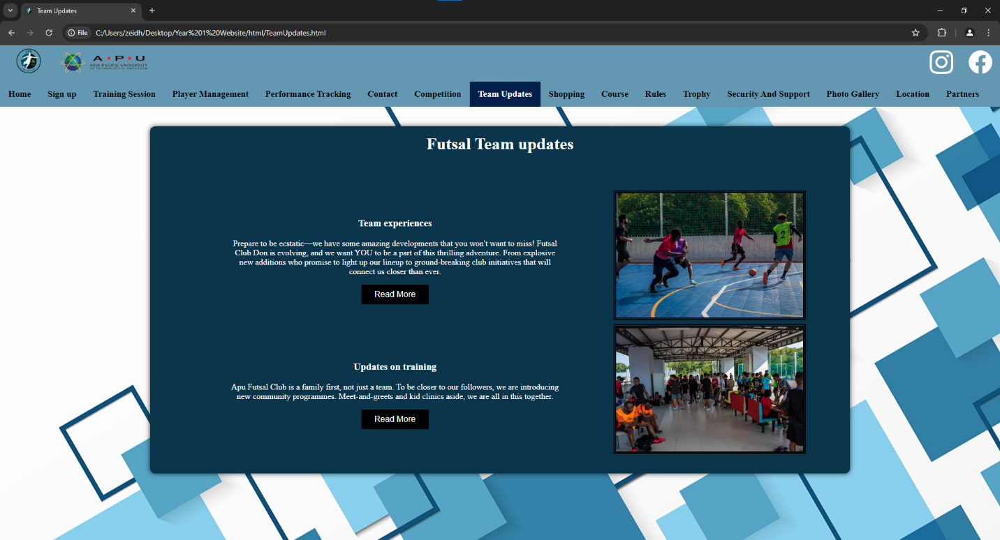 Team Updates
File C:/Users/zeidh/Desktop/Year%201%20Website/html/TeamUpdates.html
APU
A•P•U
ASIA PACIFIC UNIVERSITY
OF TECHNOLOGY & INNOVATION
Home Sign up Training Session Player Management Performance Tracking Contact Competition Team Updates Shopping Course Rules Trophy Security And Support Photo Gallery Location Partners
Futsal Team updates
Team experiences
Prepare to be ecstatic—we have some amazing developments that you won't want to miss! Futsal
Club Don is evolving, and we want YOU to be a part of this thrilling adventure. From explosive
new additions who promise to light up our lineup to ground-breaking club initiatives that will
connect us closer than ever.
Read More
2
Updates on training
Apu Futsal Club is a family first, not just a team. To be closer to our followers, we are introducing
new community programmes. Meet-and-greets and kid clinics aside, we are all in this together.
Read More